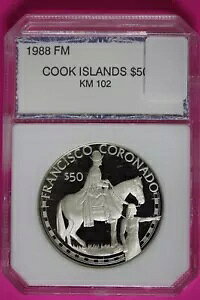 1988 FM
COOK ISLANDS $50
KM 102
FRANCISCO CORONADO
$50